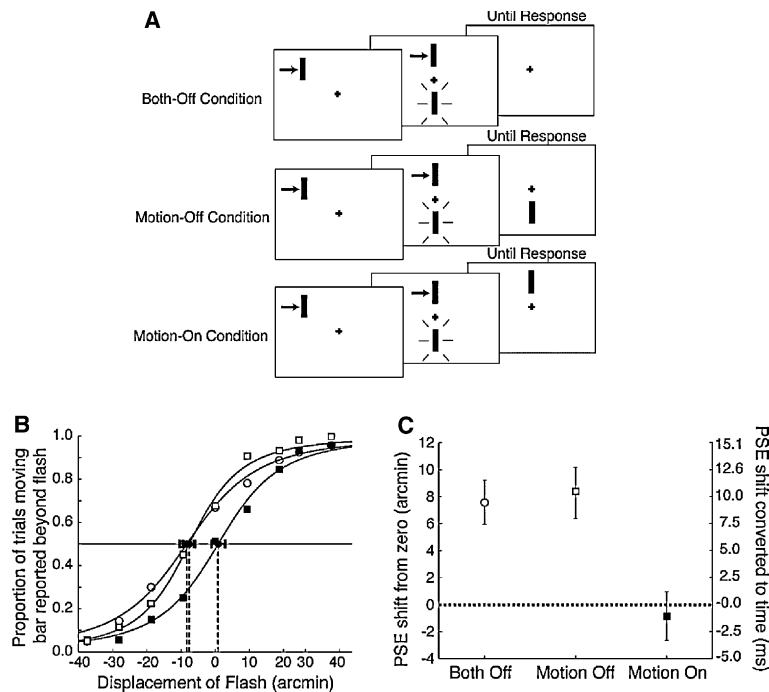 A
Until Response
Both-Off Condition
Until Response
Motion-Off Condition
Until Response
Motion-On Condition
B
Proportion of trials moving
bar reported beyond flash
1.0
0.8
0.6
0.4
0.2
0.0
-40 -30 -20 -10 0 10 20 30 40
Displacement of Flash (arcmin)
C
PSE shift from zero (arcmin)
12
10
8
6
4
2
0
-2
-4
Both Off Motion Off Motion On
15.1
12.6
10.0
7.5
5.0
2.5
-0.0
-2.5
-5.0
PSE shift converted
to time (ms)